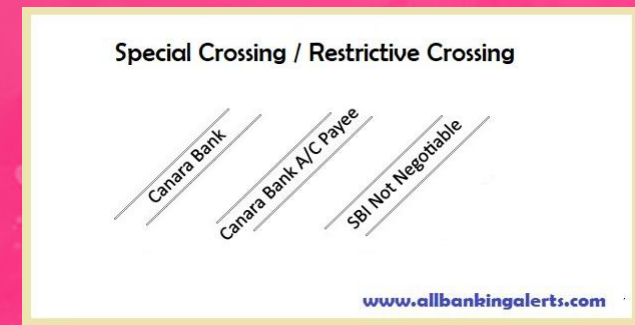 Special Crossing / Restrictive Crossing
Canara Bank
Canara Bank A/C Payee
SBI Not Negotiable
www.allbankingalerts.com